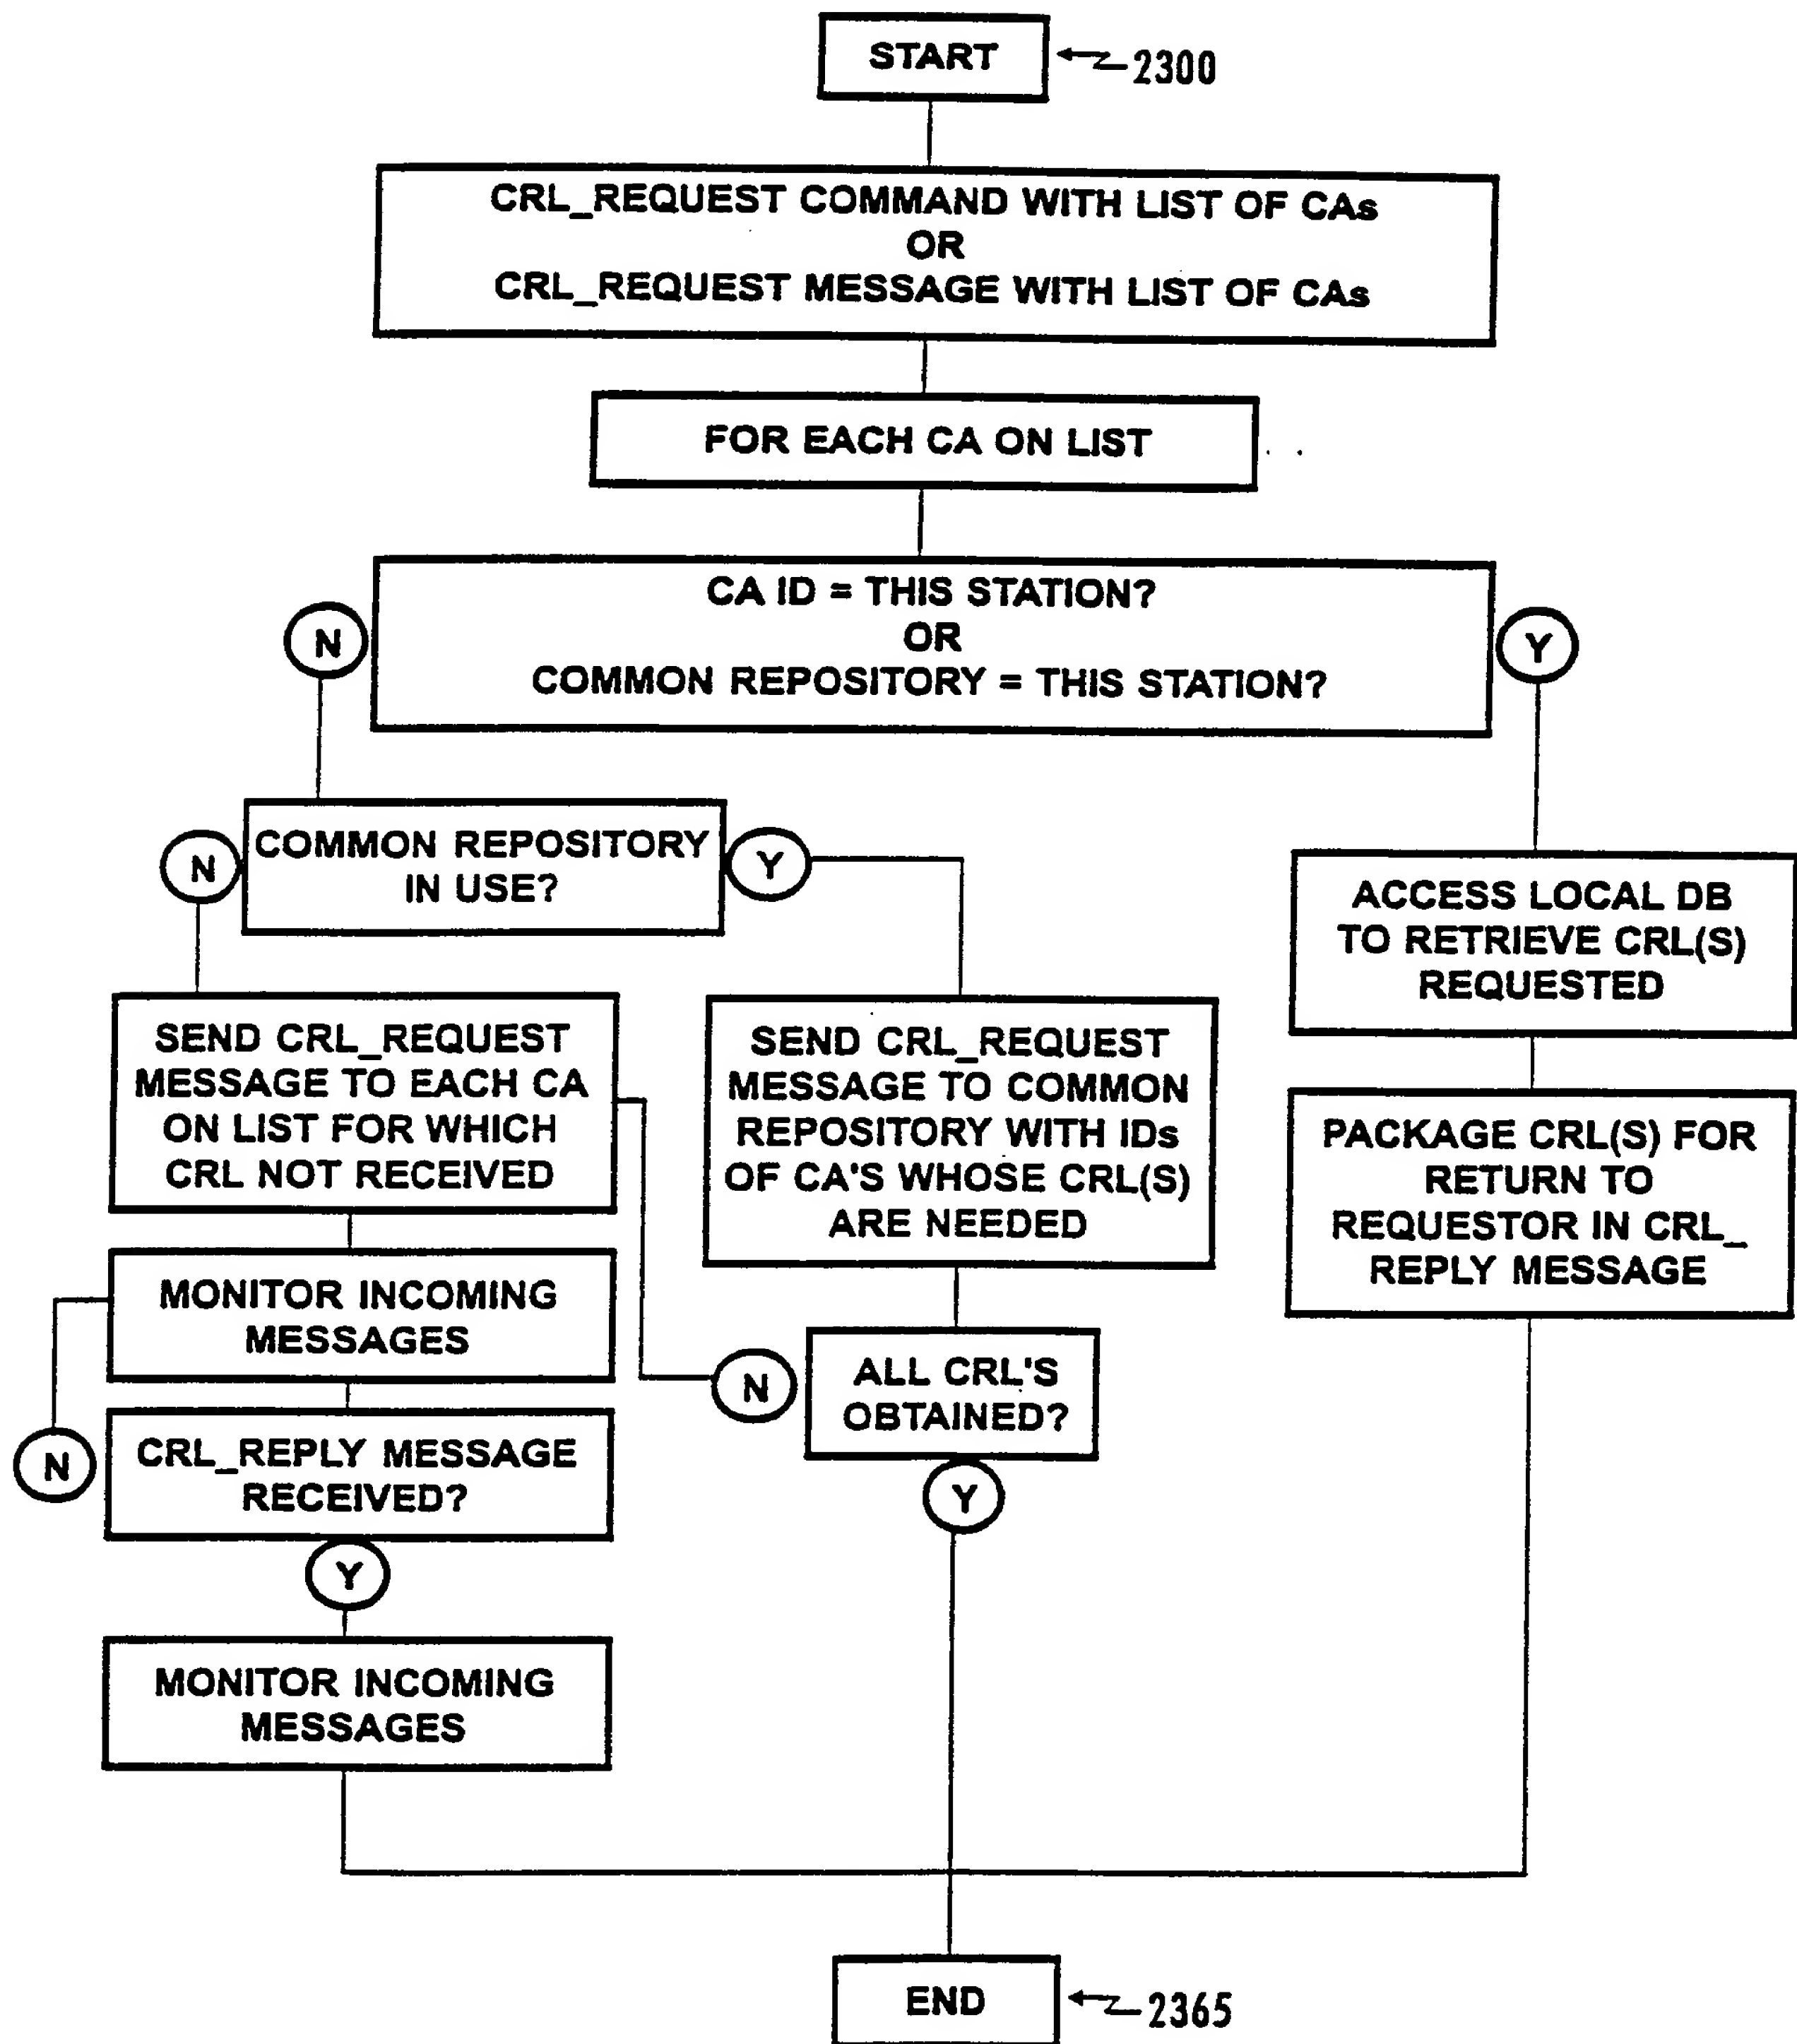 START
2300
CRL_REQUEST COMMAND WITH LIST OF CAs
OR
CRL_REQUEST MESSAGE WITH LIST OF CAs
FOR EACH CA ON LIST
CA ID = THIS STATION?
OR
COMMON REPOSITORY = THIS STATION?
N
Y
COMMON REPOSITORY
IN USE?
N
Y
ACCESS LOCAL DB
TO RETRIEVE CRL(S)
REQUESTED
SEND CRL_REQUEST
MESSAGE TO EACH CA
ON LIST FOR WHICH
CRL NOT RECEIVED
SEND CRL_REQUEST
MESSAGE TO COMMON
REPOSITORY WITH IDs
OF CA'S WHOSE CRL(S)
ARE NEEDED
PACKAGE CRL(S) FOR
RETURN TO
REQUESTOR IN CRL_
REPLY MESSAGE
MONITOR INCOMING
MESSAGES
N
ALL CRL'S
OBTAINED?
N
CRL_REPLY MESSAGE
RECEIVED?
Y
Y
MONITOR INCOMING
MESSAGES
END
2365